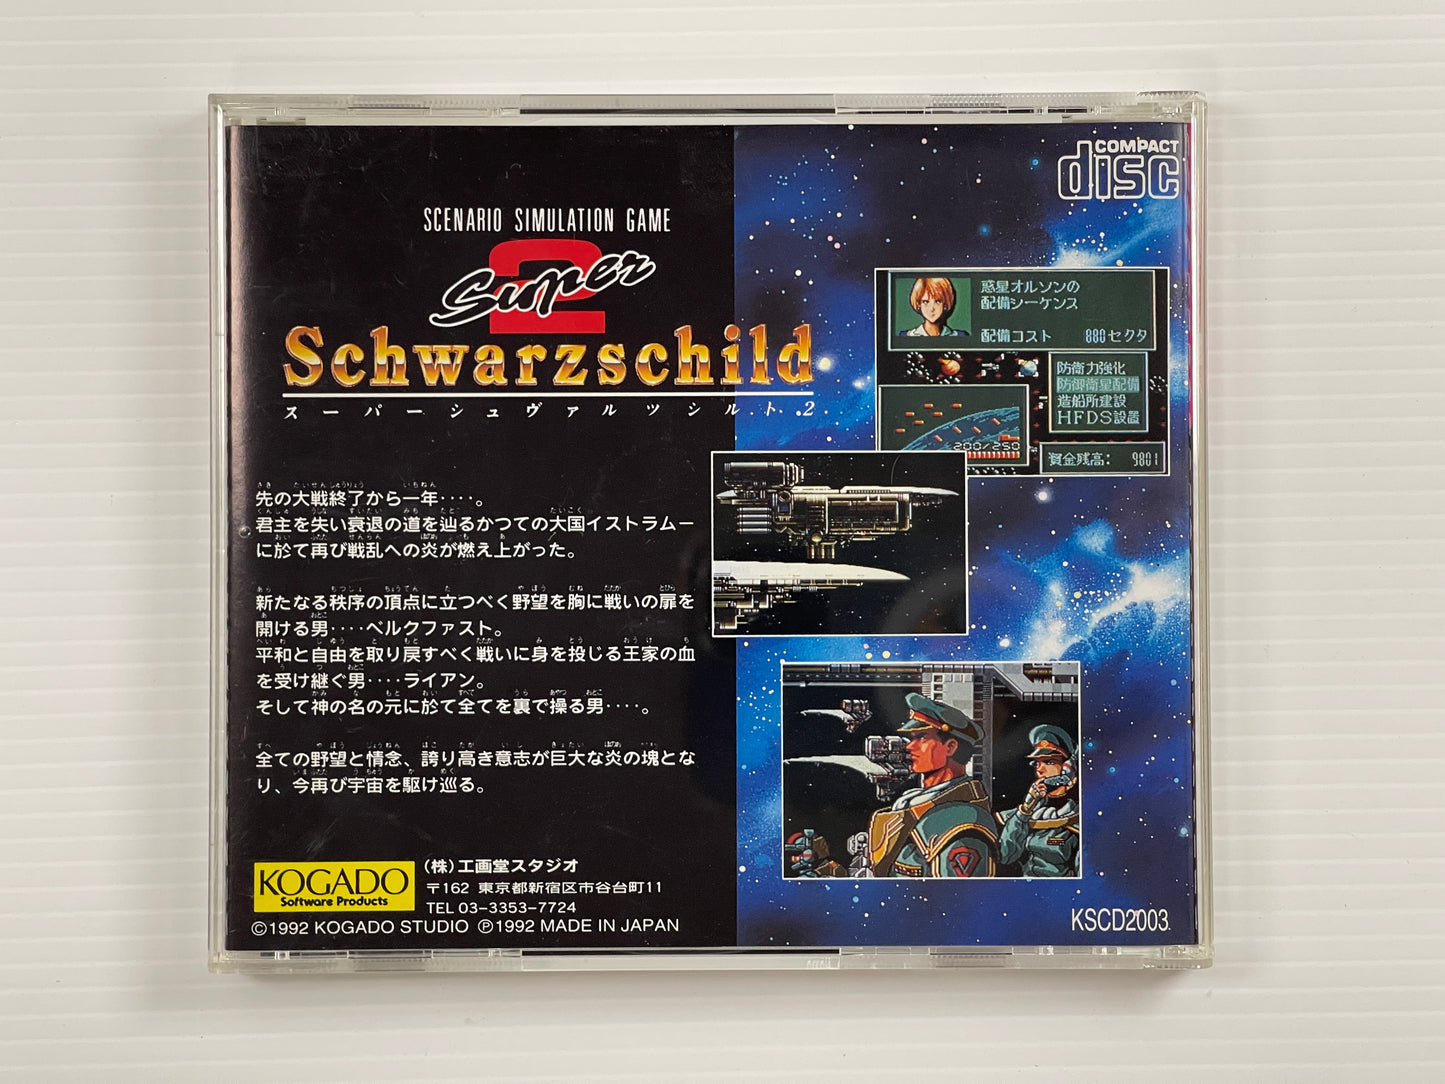 COMPACT
disc
SCENARIO SIMULATION GAME
Super 2
Schwarzschild
スーパーシュヴァルツシルト2
惑星オルソンの
配備シーケンス
配備コスト 880セクタ
防衛力強化
防御衛星配備
造船所建設
HFDS設置
200/250
資金残高: 9801
先の大戦終了から一年‥‥。
君主を失い衰退の道を辿るかつての大国イストラムー
に於て再び戦乱への炎が燃え上がった。
新たなる秩序の頂点に立つべく野望を胸に戦いの扉を
開ける男‥‥ベルクファスト。
平和と自由を取り戻すべく戦いに身を投じる王家の血
を受け継ぐ男‥‥ライアン。
そして神の名の元に於て全てを裏で操る男‥‥。
全ての野望と情念、誇り高き意志が巨大な炎の塊とな
り、今再び宇宙を駆け巡る。
KOGADO
Software Products
(株)工画堂スタジオ
〒162 東京都新宿区市谷台町11
TEL 03-3353-7724
©1992 KOGADO STUDIO ℗1992 MADE IN JAPAN
KSCD2003